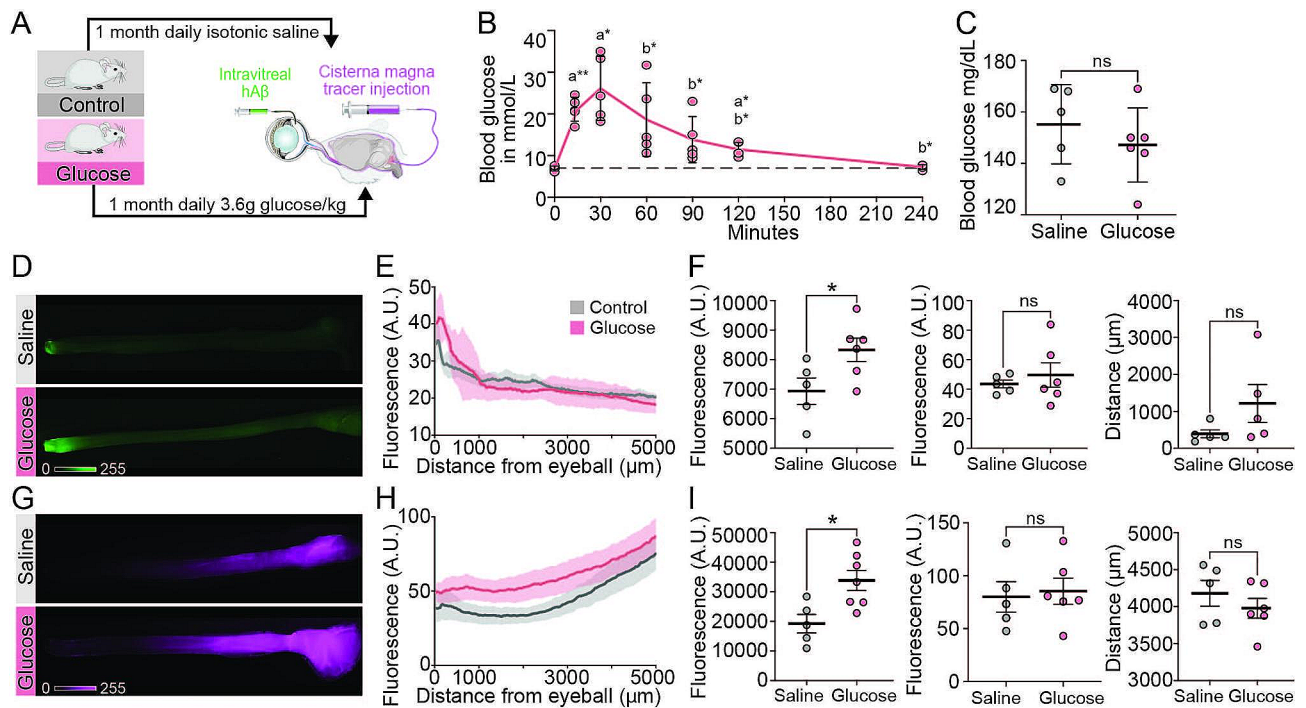 A
1 month daily isotonic saline
Control
Glucose
Intravitreal
hAβ
Cisterna magna
tracer injection
1 month daily 3.6g glucose/kg
B
Blood glucose
in mmol/L
40
30
20
10
0
a**
a*
b*
b*
a*
b*
b*
0 30 60 90 120 150 180 210 240
Minutes
C
Blood glucose mg/dL
180
160
140
120
ns
Saline Glucose
D
Saline
Glucose
0 255
E
Fluorescence (A.U.)
50
40
30
20
10
Control
Glucose
0 1000 3000 5000
Distance from eyeball (µm)
F
Fluorescence (A.U.)
10000
9000
8000
7000
6000
5000
*
Saline Glucose
Fluorescence (A.U.)
100
80
60
40
20
0
ns
Saline Glucose
Distance (µm)
4000
3000
2000
1000
0
ns
Saline Glucose
G
Saline
Glucose
0 255
H
Fluorescence (A.U.)
100
50
0
0 1000 3000 5000
Distance from eyeball (µm)
I
Fluorescence (A.U.)
50000
40000
30000
20000
10000
0
*
Saline Glucose
Fluorescence (A.U.)
150
100
50
0
ns
Saline Glucose
Distance (µm)
5000
4500
4000
3500
3000
ns
Saline Glucose